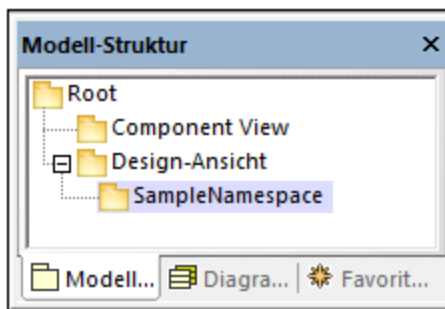 Modell-Struktur
Root
Component View
Design-Ansicht
SampleNamespace
Modell... Diagra... Favorit...